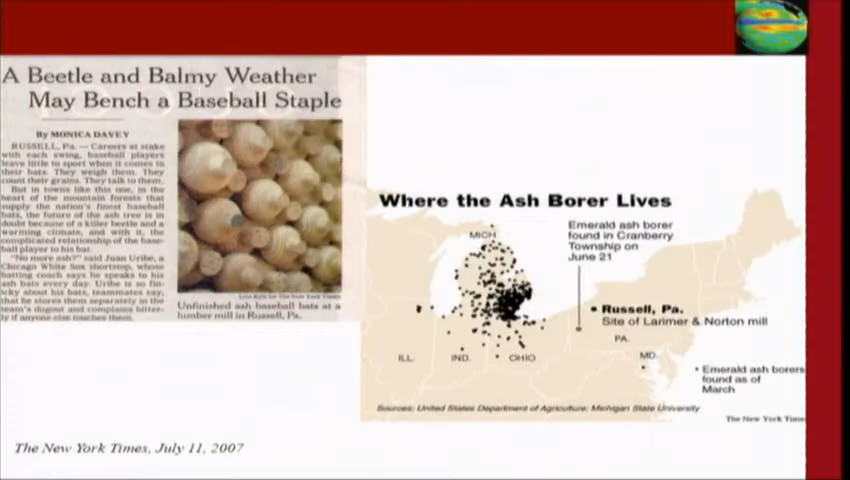 A Beetle and Balmy Weather
May Bench a Baseball Staple
By MONICA DAVEY
RUSSELL, Pa. — Careers at stake
with each swing, baseball players
leave little to sport when it comes to
their bats. They weigh them. They
count their grains. They talk to them.
But in towns like this one, in the
heart of the mountain forests that
supply the nation's finest baseball
bats, the future of the ash tree is in
doubt because of a killer beetle and a
warming climate, and with it, the
complicated relationship of the base-
ball player to his bat.
"No more ash?" said Juan Uribe, a
Chicago White Sox shortstop, whose
batting coach says he speaks to his
ash bats every day. Uribe is so fin-
icky about his bats, teammates say,
that he stores them separately in the
team's dugout and complains bitter-
ly if anyone else touches them.
for The New York Times
Unfinished ash baseball bats at a
lumber mill in Russell, Pa.
Where the Ash Borer Lives
Emerald ash borer
found in Cranberry
Township on
June 21
MICH.
Russell, Pa.
Site of Larimer & Norton mill
PA.
ILL.
IND.
OHIO
MD.
• Emerald ash borers
found as of
March
Sources: United States Department of Agriculture; Michigan State University
The New York Times
The New York Times, July 11, 2007